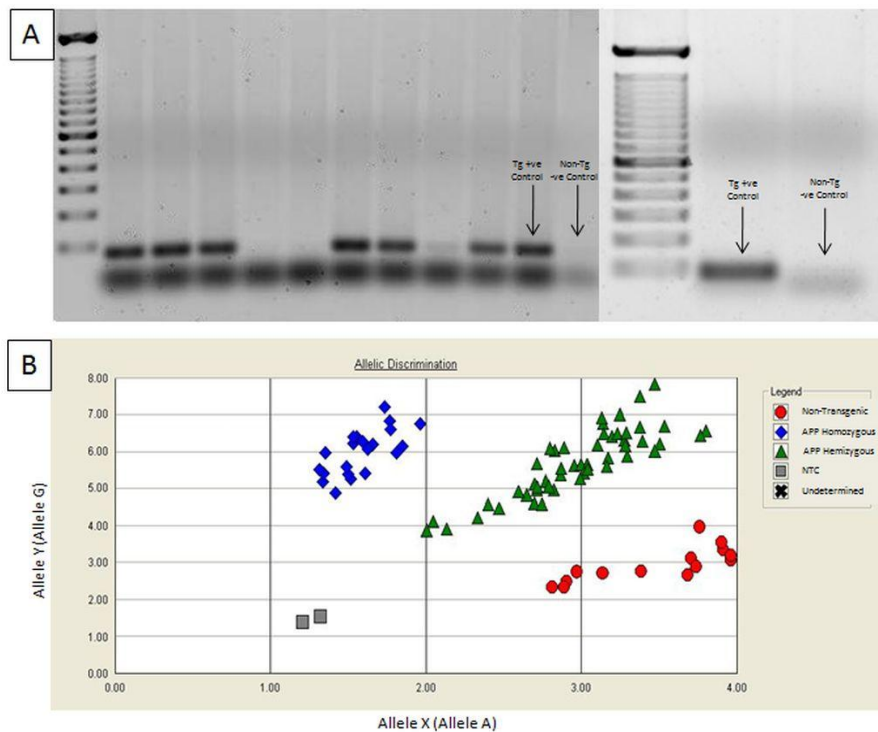 A
Tg +ve
Control
Non-Tg
-ve Control
Tg +ve
Control
Non-Tg
-ve Control
B
Allelic Discrimination
8.00
7.00
6.00
5.00
4.00
3.00
2.00
1.00
0.00
0.00 1.00 2.00 3.00 4.00
Allele Y (Allele G)
Allele X (Allele A)
Legend
Non-Transgenic
APP Homozygous
APP Hemizygous
NTC
Undetermined